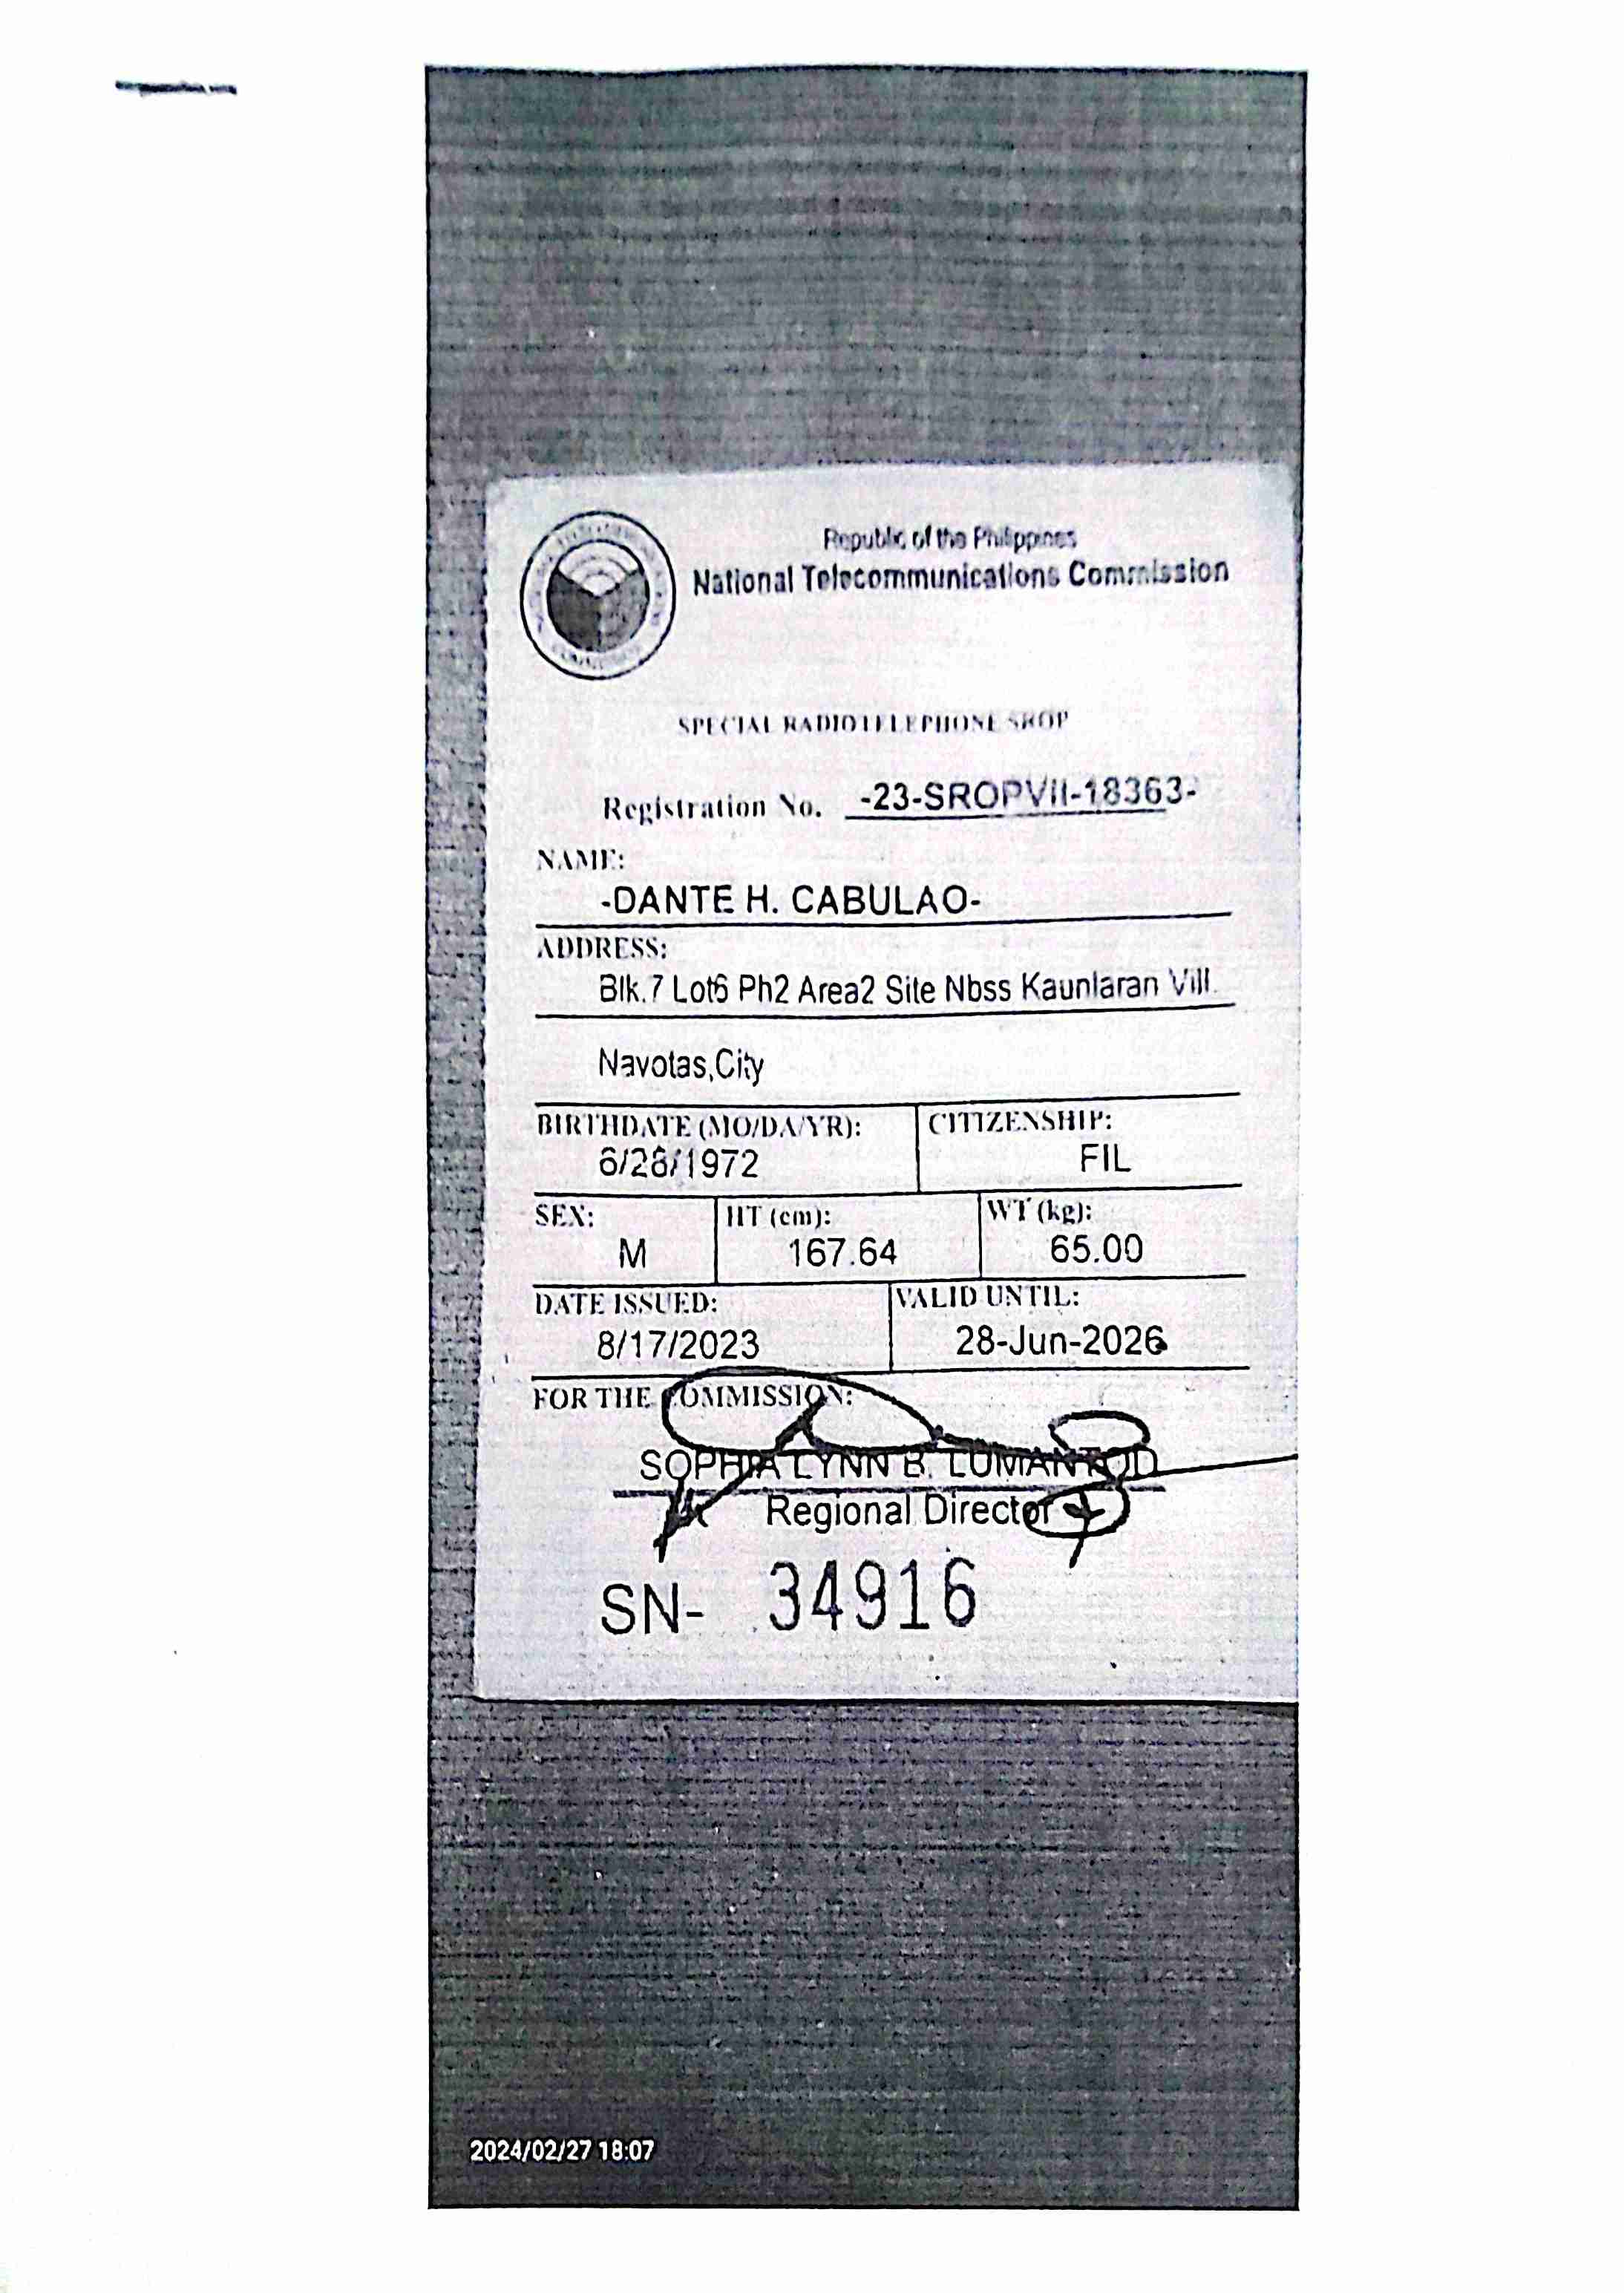 Republic of the Philippines
National Telecommunications Commission
SPECIAL RADIOTELEPHONE SROP
Registration No. -23-SROPVII-18363-
NAME:
-DANTE H. CABULAO-
ADDRESS:
Blk.7 Lot6 Ph2 Area2 Site Nbss Kaunlaran Vill.
Navotas,City
BIRTHDATE (MO/DA/YR): CITIZENSHIP:
6/28/1972 FIL
SEX: HT (cm): WT (kg):
M 167.64 65.00
DATE ISSUED: VALID UNTIL:
8/17/2023 28-Jun-2026
FOR THE COMMISSION:
SOPHIA LYNN B. LUMANTOD
Regional Director
SN- 34916
2024/02/27 18:07